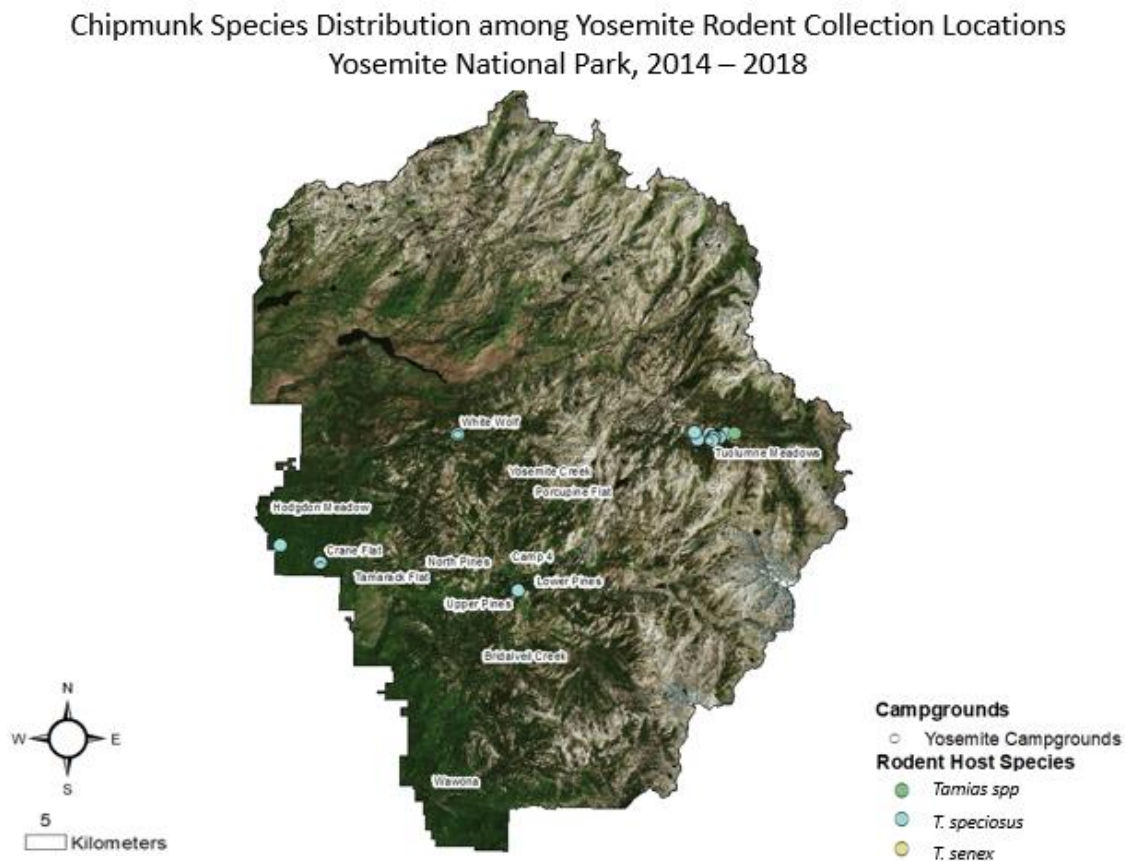 Chipmunk Species Distribution among Yosemite Rodent Collection Locations
Yosemite National Park, 2014 – 2018
White Wolf
Tuolumne Meadows
Yosemite Creek
Porcupine Flat
Hodgdon Meadow
Crane Flat
North Pines
Camp 4
Tamarack Flat
Lower Pines
Upper Pines
Bridalveil Creek
Wawona
N
W
E
S
5
Kilometers
Campgrounds
Yosemite Campgrounds
Rodent Host Species
Tamias spp
T. speciosus
T. senex